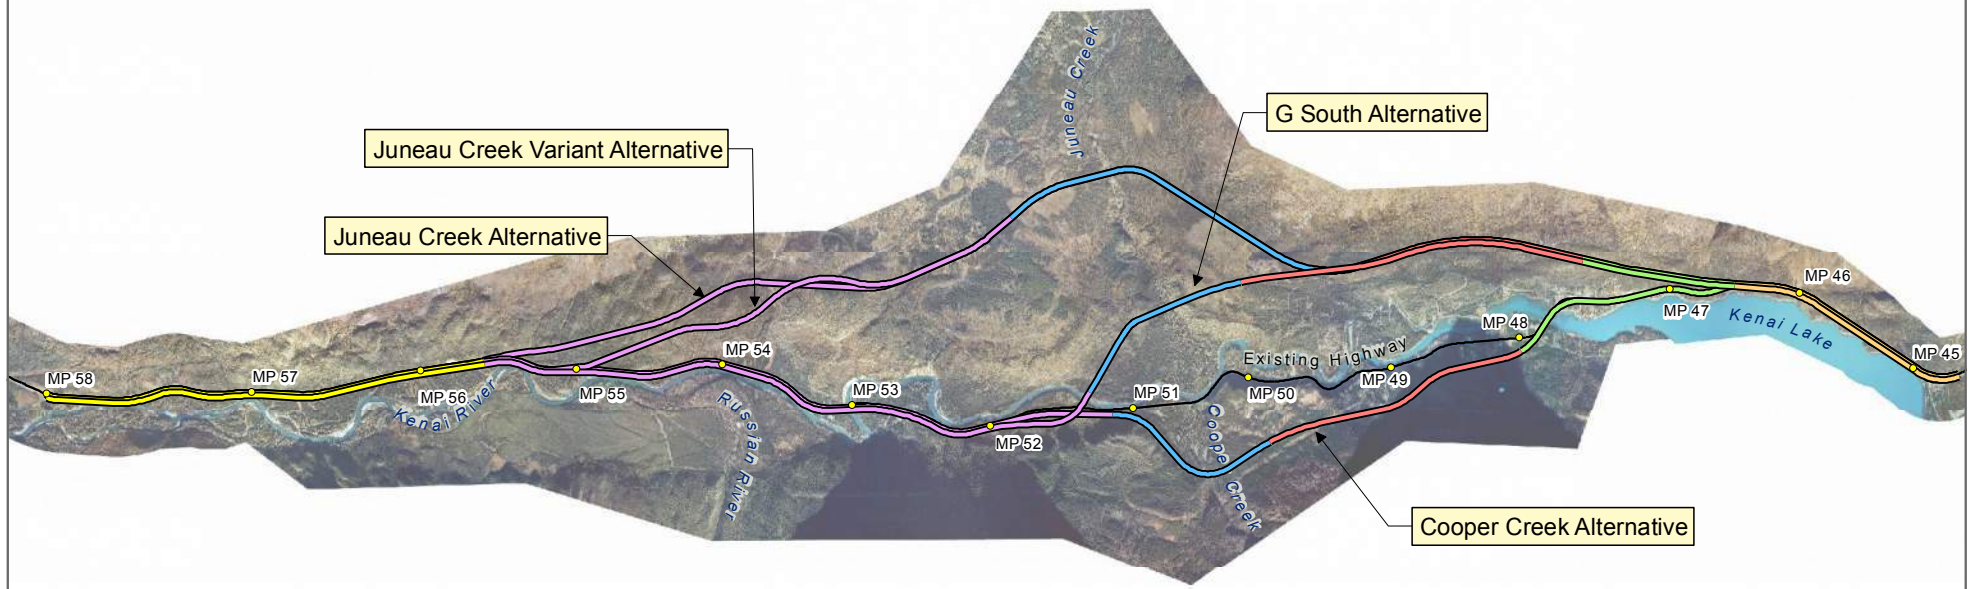 Juneau Creek
G South Alternative
Juneau Creek Variant Alternative
Juneau Creek Alternative
MP 46
MP 47
Kenai Lake
MP 48
MP 45
Existing Highway
MP 54
MP 49
MP 58
MP 57
MP 56
MP 55
MP 53
MP 51
MP 50
Kenai River
Russian River
MP 52
Cooper Creek
Cooper Creek Alternative